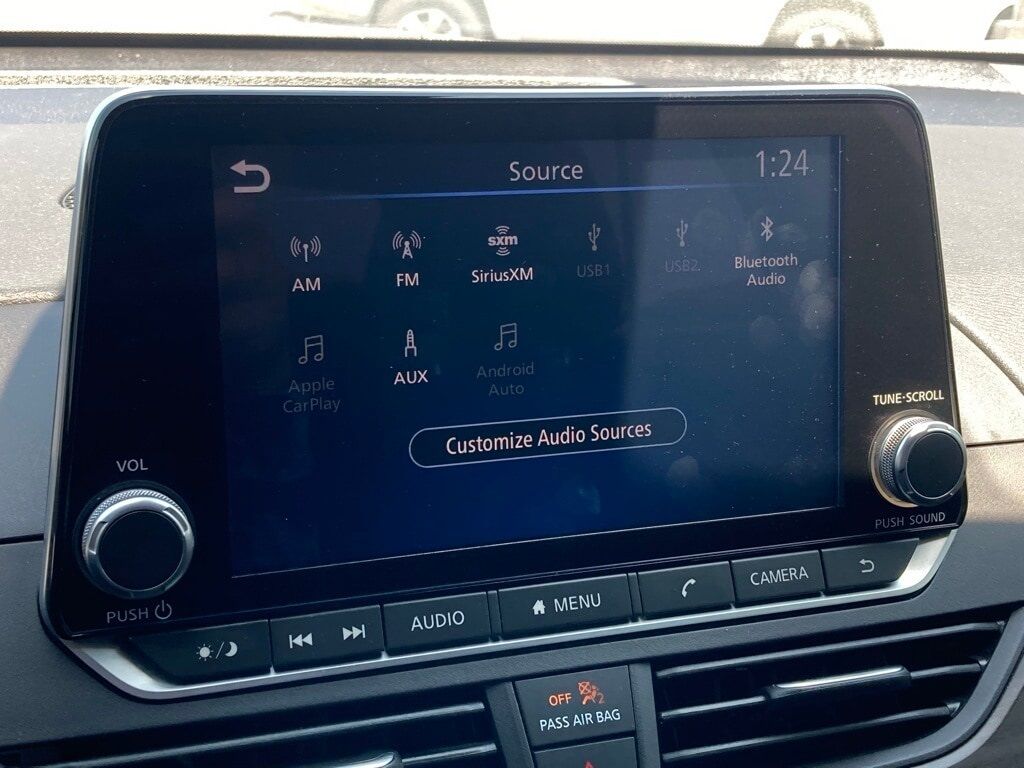 Source
1:24
AM
FM
sxm
SiriusXM
USB1
USB2
Bluetooth
Audio
Apple
CarPlay
AUX
Android
Auto
Customize Audio Sources
VOL
PUSH
TUNE·SCROLL
PUSH SOUND
AUDIO
MENU
CAMERA
OFF
2
PASS AIR BAG